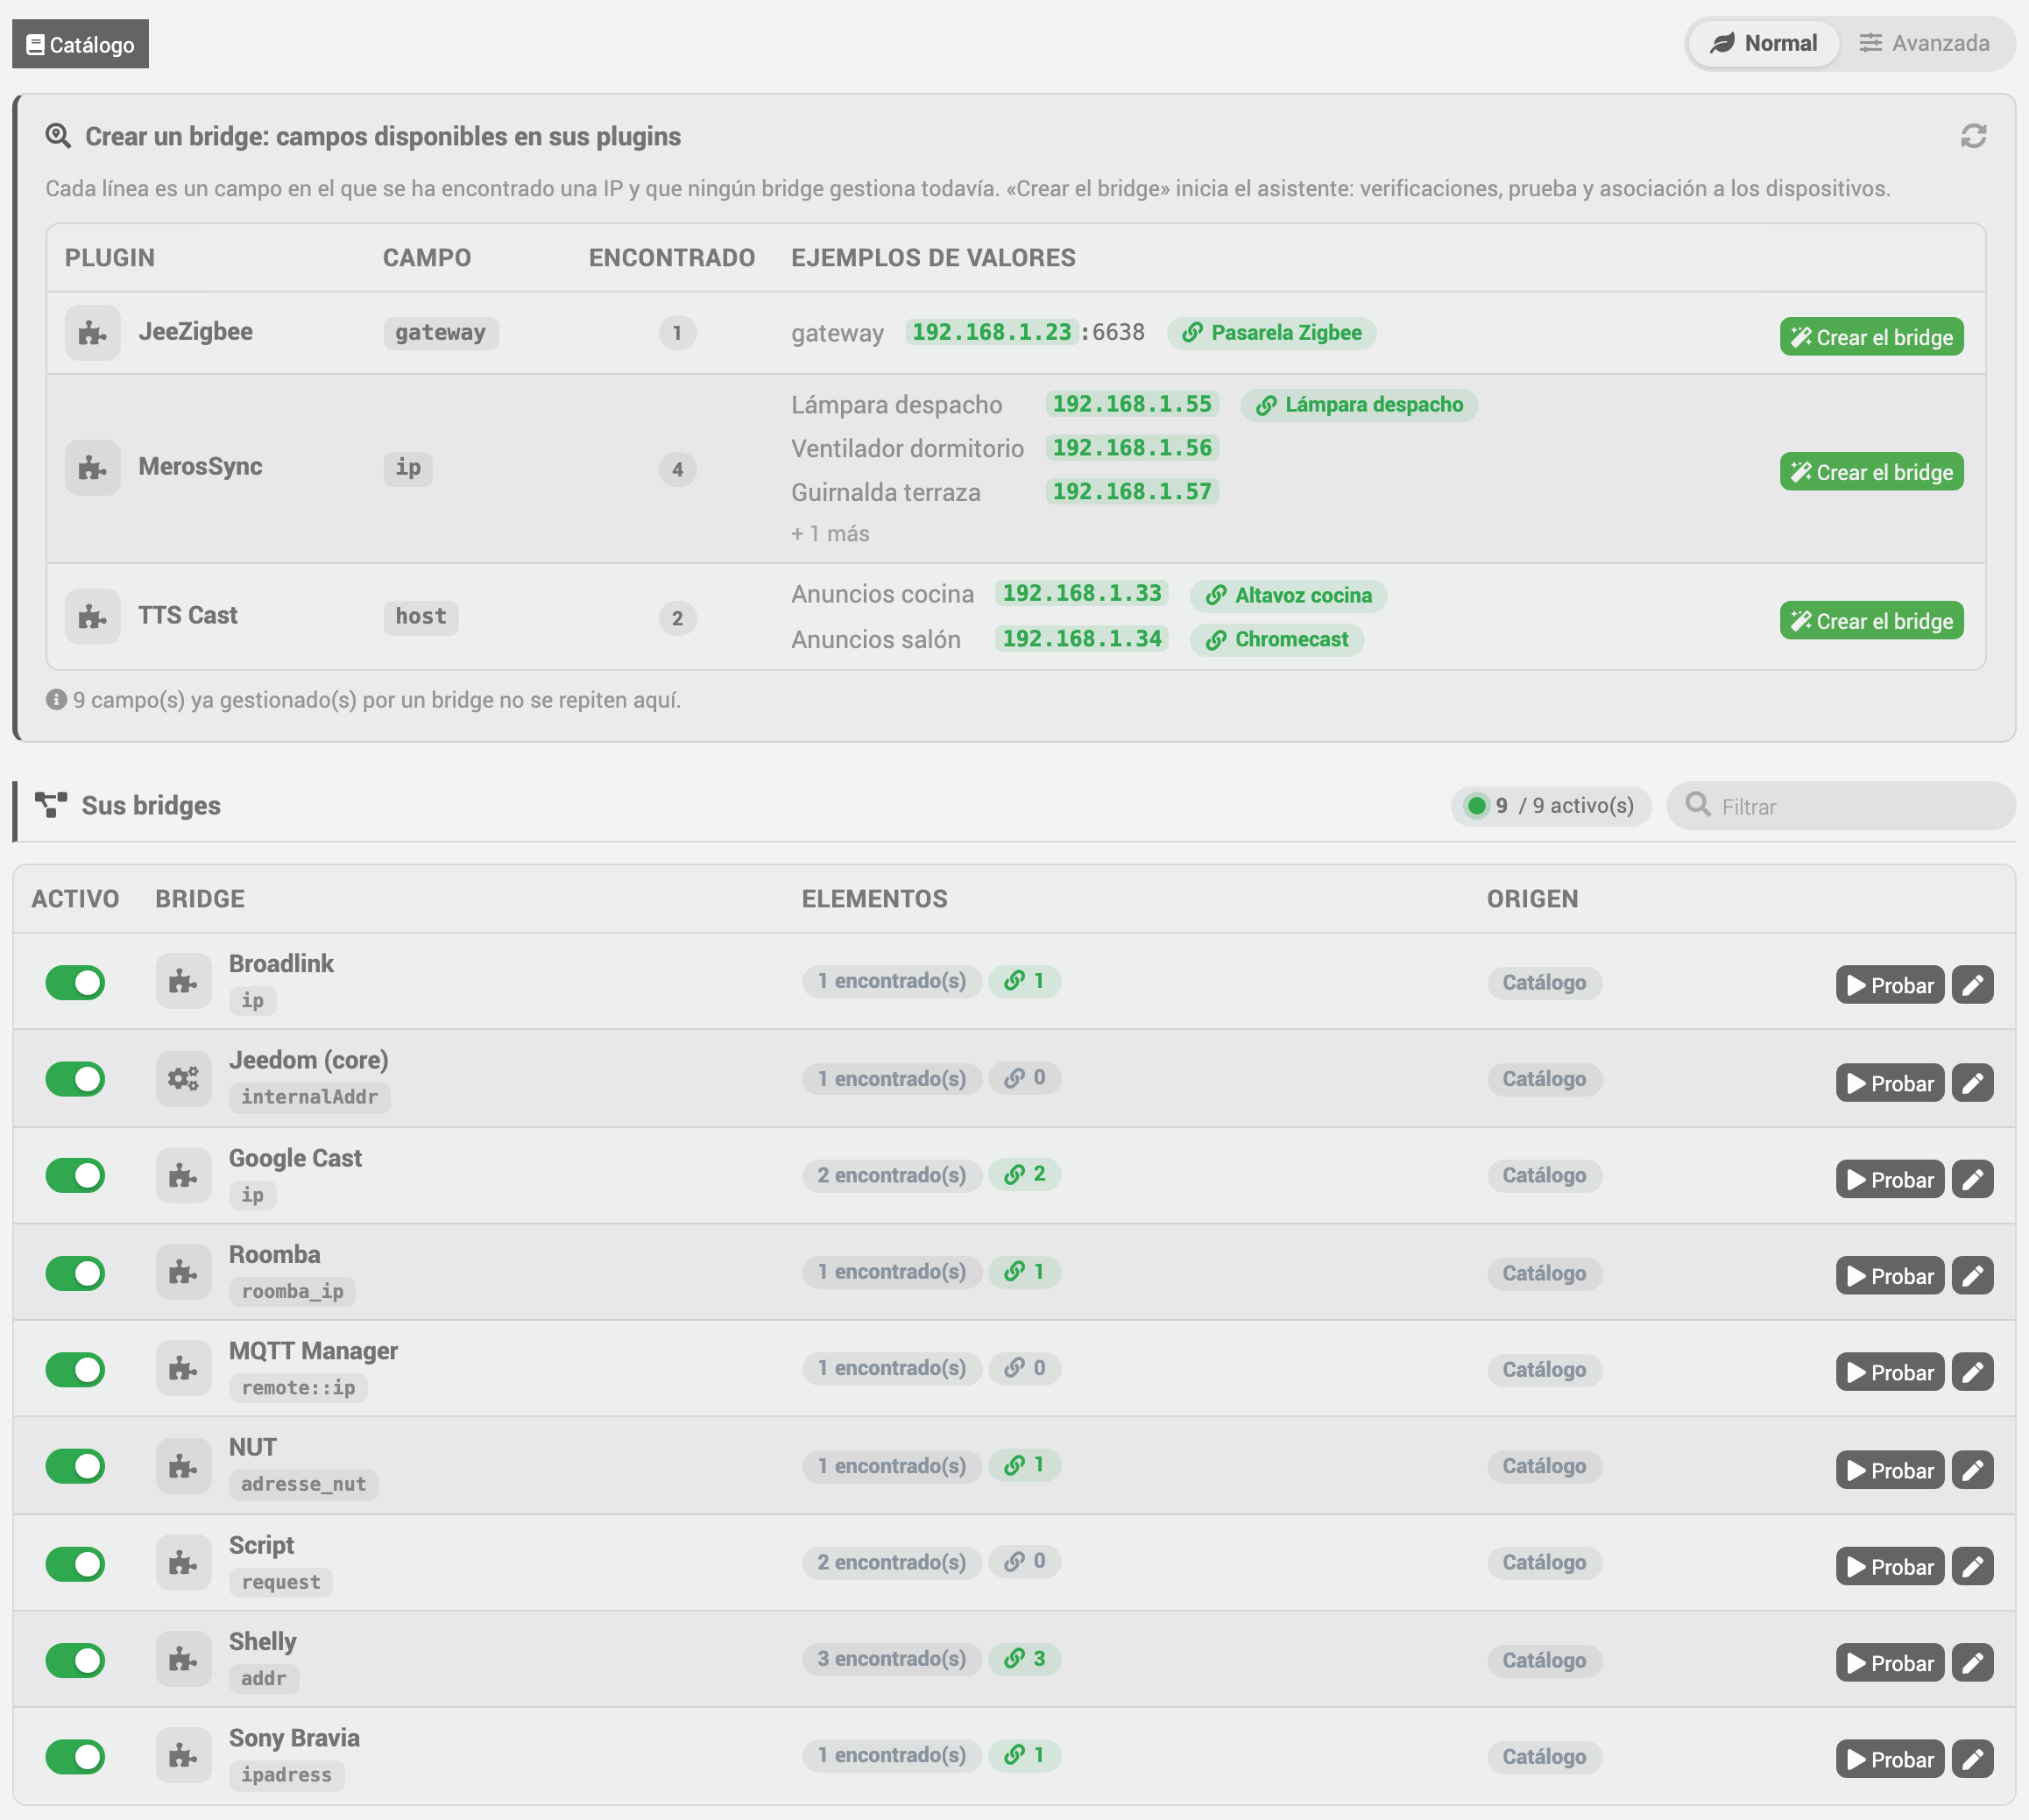 Catálogo
Normal
Avanzada
Crear un bridge: campos disponibles en sus plugins
Cada línea es un campo en el que se ha encontrado una IP y que ningún bridge gestiona todavía. «Crear el bridge» inicia el asistente: verificaciones, prueba y asociación a los dispositivos.
PLUGIN CAMPO ENCONTRADO EJEMPLOS DE VALORES
JeeZigbee gateway 1 gateway 192.168.1.23:6638 Pasarela Zigbee Crear el bridge
MerosSync ip 4 Lámpara despacho 192.168.1.55 Lámpara despacho
Ventilador dormitorio 192.168.1.56
Guirnalda terraza 192.168.1.57
+ 1 más
Crear el bridge
TTS Cast host 2 Anuncios cocina 192.168.1.33 Altavoz cocina
Anuncios salón 192.168.1.34 Chromecast
Crear el bridge
9 campo(s) ya gestionado(s) por un bridge no se repiten aquí.
Sus bridges
9 / 9 activo(s)
Filtrar
ACTIVO BRIDGE ELEMENTOS ORIGEN
Broadlink
ip
1 encontrado(s) 1 Catálogo Probar
Jeedom (core)
internalAddr
1 encontrado(s) 0 Catálogo Probar
Google Cast
ip
2 encontrado(s) 2 Catálogo Probar
Roomba
roomba_ip
1 encontrado(s) 1 Catálogo Probar
MQTT Manager
remote::ip
1 encontrado(s) 0 Catálogo Probar
NUT
adresse_nut
1 encontrado(s) 1 Catálogo Probar
Script
request
2 encontrado(s) 0 Catálogo Probar
Shelly
addr
3 encontrado(s) 3 Catálogo Probar
Sony Bravia
ipadress
1 encontrado(s) 1 Catálogo Probar